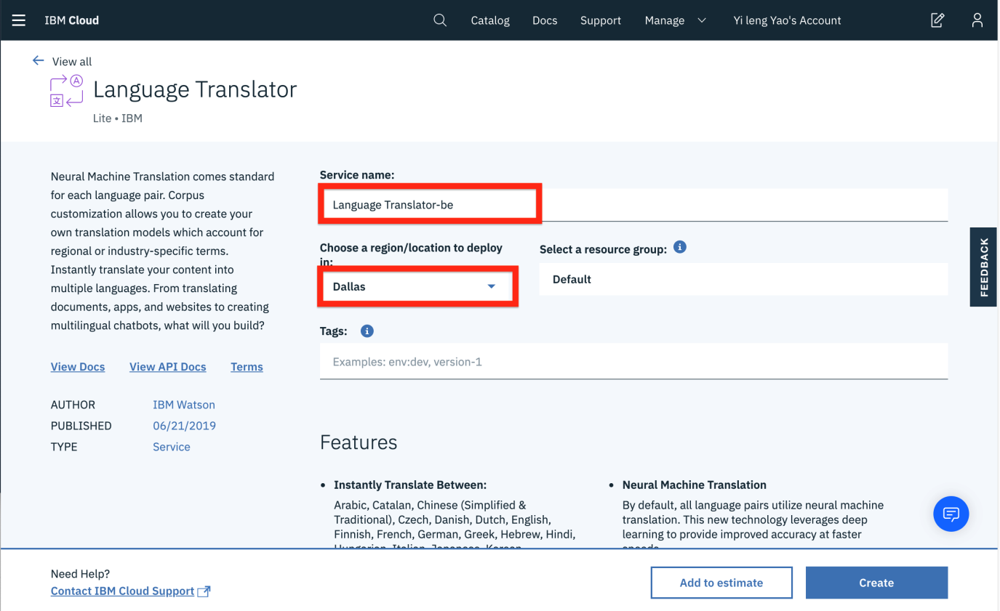 IBM Cloud
Catalog
Docs
Support
Manage
Yi leng Yao's Account
View all
A
文
Language Translator
Lite • IBM
Neural Machine Translation comes standard
for each language pair. Corpus
customization allows you to create your
own translation models which account for
regional or industry-specific terms.
Instantly translate your content into
multiple languages. From translating
documents, apps, and websites to creating
multilingual chatbots, what will you build?
View Docs
View API Docs
Terms
AUTHOR
IBM Watson
PUBLISHED
06/21/2019
TYPE
Service
Service name:
Language Translator-be
Choose a region/location to deploy
in:
Dallas
Select a resource group:
Default
Tags:
Examples: env:dev, version-1
Features
• Instantly Translate Between:
Arabic, Catalan, Chinese (Simplified &
Traditional), Czech, Danish, Dutch, English,
Finnish, French, German, Greek, Hebrew, Hindi,
Hungarian, Italian, Japanese, Korean,
• Neural Machine Translation
By default, all language pairs utilize neural machine
translation. This new technology leverages deep
learning to provide improved accuracy at faster
speeds.
FEEDBACK
Need Help?
Contact IBM Cloud Support
Add to estimate
Create